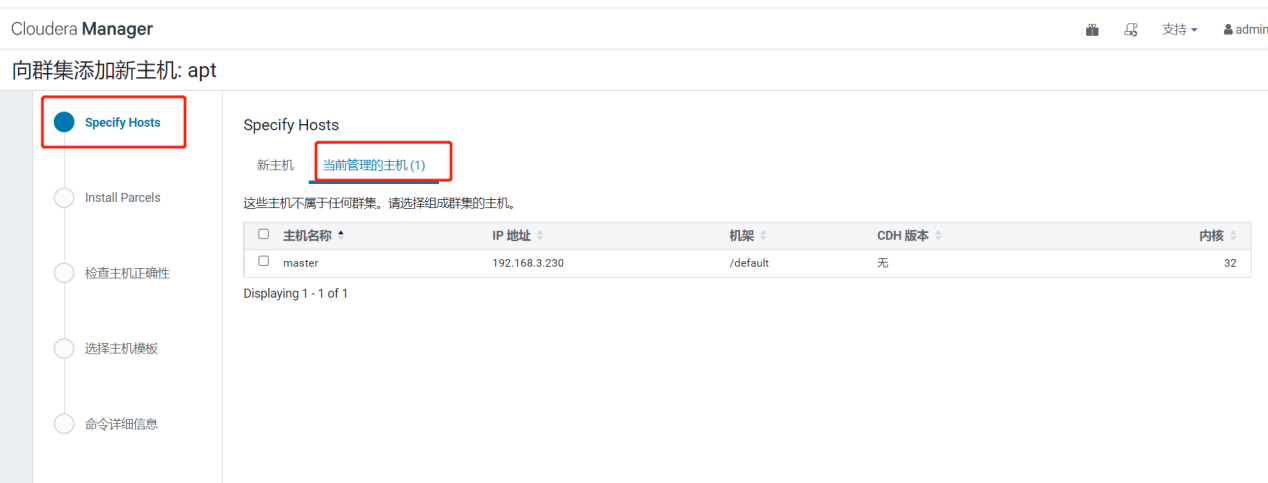 Cloudera Manager 支持 admin
向群集添加新主机: apt
Specify Hosts
Install Parcels
检查主机正确性
选择主机模板
命令详细信息
Specify Hosts
新主机 当前管理的主机 (1)
这些主机不属于任何群集。请选择组成群集的主机。
主机名称 IP 地址 机架 CDH 版本 内核
master 192.168.3.230 /default 无 32
Displaying 1 - 1 of 1